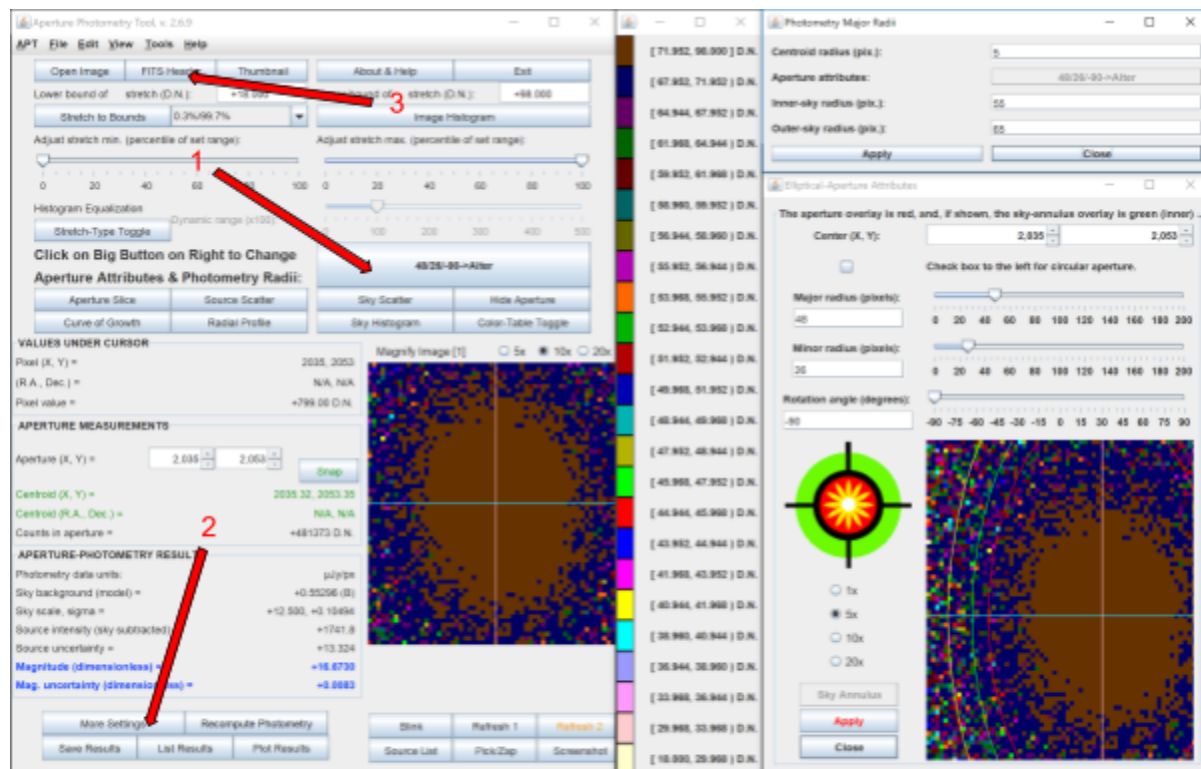 Aperture Photometry Tool, v. 2.6.9
APT File Edit View Tools Help
Open Image FITS Header Thumbnail About & Help Exit
Lower bound of stretch (D.N.): +18.000 bound of stretch (D.N.): +98.000
Stretch to Bounds 0.3%/99.7% Image Histogram
Adjust stretch min. (percentile of set range): Adjust stretch max. (percentile of set range):
0 20 40 60 80 100 0 20 40 60 80 100
Histogram Equalization
Dynamic range (x100)
Stretch-Type Toggle 0 100 200 300 400 500
Click on Big Button on Right to Change
Aperture Attributes & Photometry Radii:
Aperture Slice Source Scatter Sky Scatter Hide Aperture
Curve of Growth Radial Profile Sky Histogram Color-Table Toggle
VALUES UNDER CURSOR
Magnify Image [1] 5x 10x 20x
Pixel (X, Y) = 2035, 2053
(R.A., Dec.) = N/A, N/A
Pixel value = +799.00 D.N.
APERTURE MEASUREMENTS
Aperture (X, Y) = 2,035 2,053
Snap
Centroid (X, Y) = 2035.32, 2053.35
Centroid (R.A., Dec.) = N/A, N/A
Counts in aperture = +481373 D.N.
APERTURE-PHOTOMETRY RESULT
Photometry data units:
Sky background (model) = +0.55296 (B)
Sky scale, sigma = +12.500, +0.10494
Source intensity (sky subtracted) +1741.8
Source uncertainty = +13.324
Magnitude (dimensionless) = +16.8730
Mag. uncertainty (dimensionless) = +0.0083
More Settings Recompute Photometry
Save Results List Results Plot Results
Blink Refresh 1 Refresh 2
Source List Pick/Zap Screenshot
1
2
3
[ 71.952, 98.000 ] D.N.
[ 67.952, 71.952 ) D.N.
[ 64.944, 67.952 ) D.N.
[ 61.968, 64.944 ) D.N.
[ 59.952, 61.968 ) D.N.
[ 58.960, 59.952 ) D.N.
[ 56.944, 58.960 ) D.N.
[ 55.952, 56.944 ) D.N.
[ 53.968, 55.952 ) D.N.
[ 52.944, 53.968 ) D.N.
[ 51.952, 52.944 ) D.N.
[ 49.968, 51.952 ) D.N.
[ 48.944, 49.968 ) D.N.
[ 47.952, 48.944 ) D.N.
[ 45.968, 47.952 ) D.N.
[ 44.944, 45.968 ) D.N.
[ 43.952, 44.944 ) D.N.
[ 41.968, 43.952 ) D.N.
[ 40.944, 41.968 ) D.N.
[ 38.960, 40.944 ) D.N.
[ 36.944, 38.960 ) D.N.
[ 33.968, 36.944 ) D.N.
[ 29.968, 33.968 ) D.N.
[ 18.000, 29.968 ) D.N.
Photometry Major Radii
Centroid radius (pix.): 5
Aperture attributes:
Inner-sky radius (pix.): 55
Outer-sky radius (pix.): 65
Apply Close
Elliptical-Aperture Attributes
The aperture overlay is red, and, if shown, the sky-annulus overlay is green (inner)
Center (X, Y): 2,035 2,053
Check box to the left for circular aperture.
Major radius (pixels):
48 0 20 40 60 80 100 120 140 160 180 200
Minor radius (pixels):
26 0 20 40 60 80 100 120 140 160 180 200
Rotation angle (degrees):
-90 -90 -75 -60 -45 -30 -15 0 15 30 45 60 75 90
1x
5x
10x
20x
Sky Annulus
Apply
Close